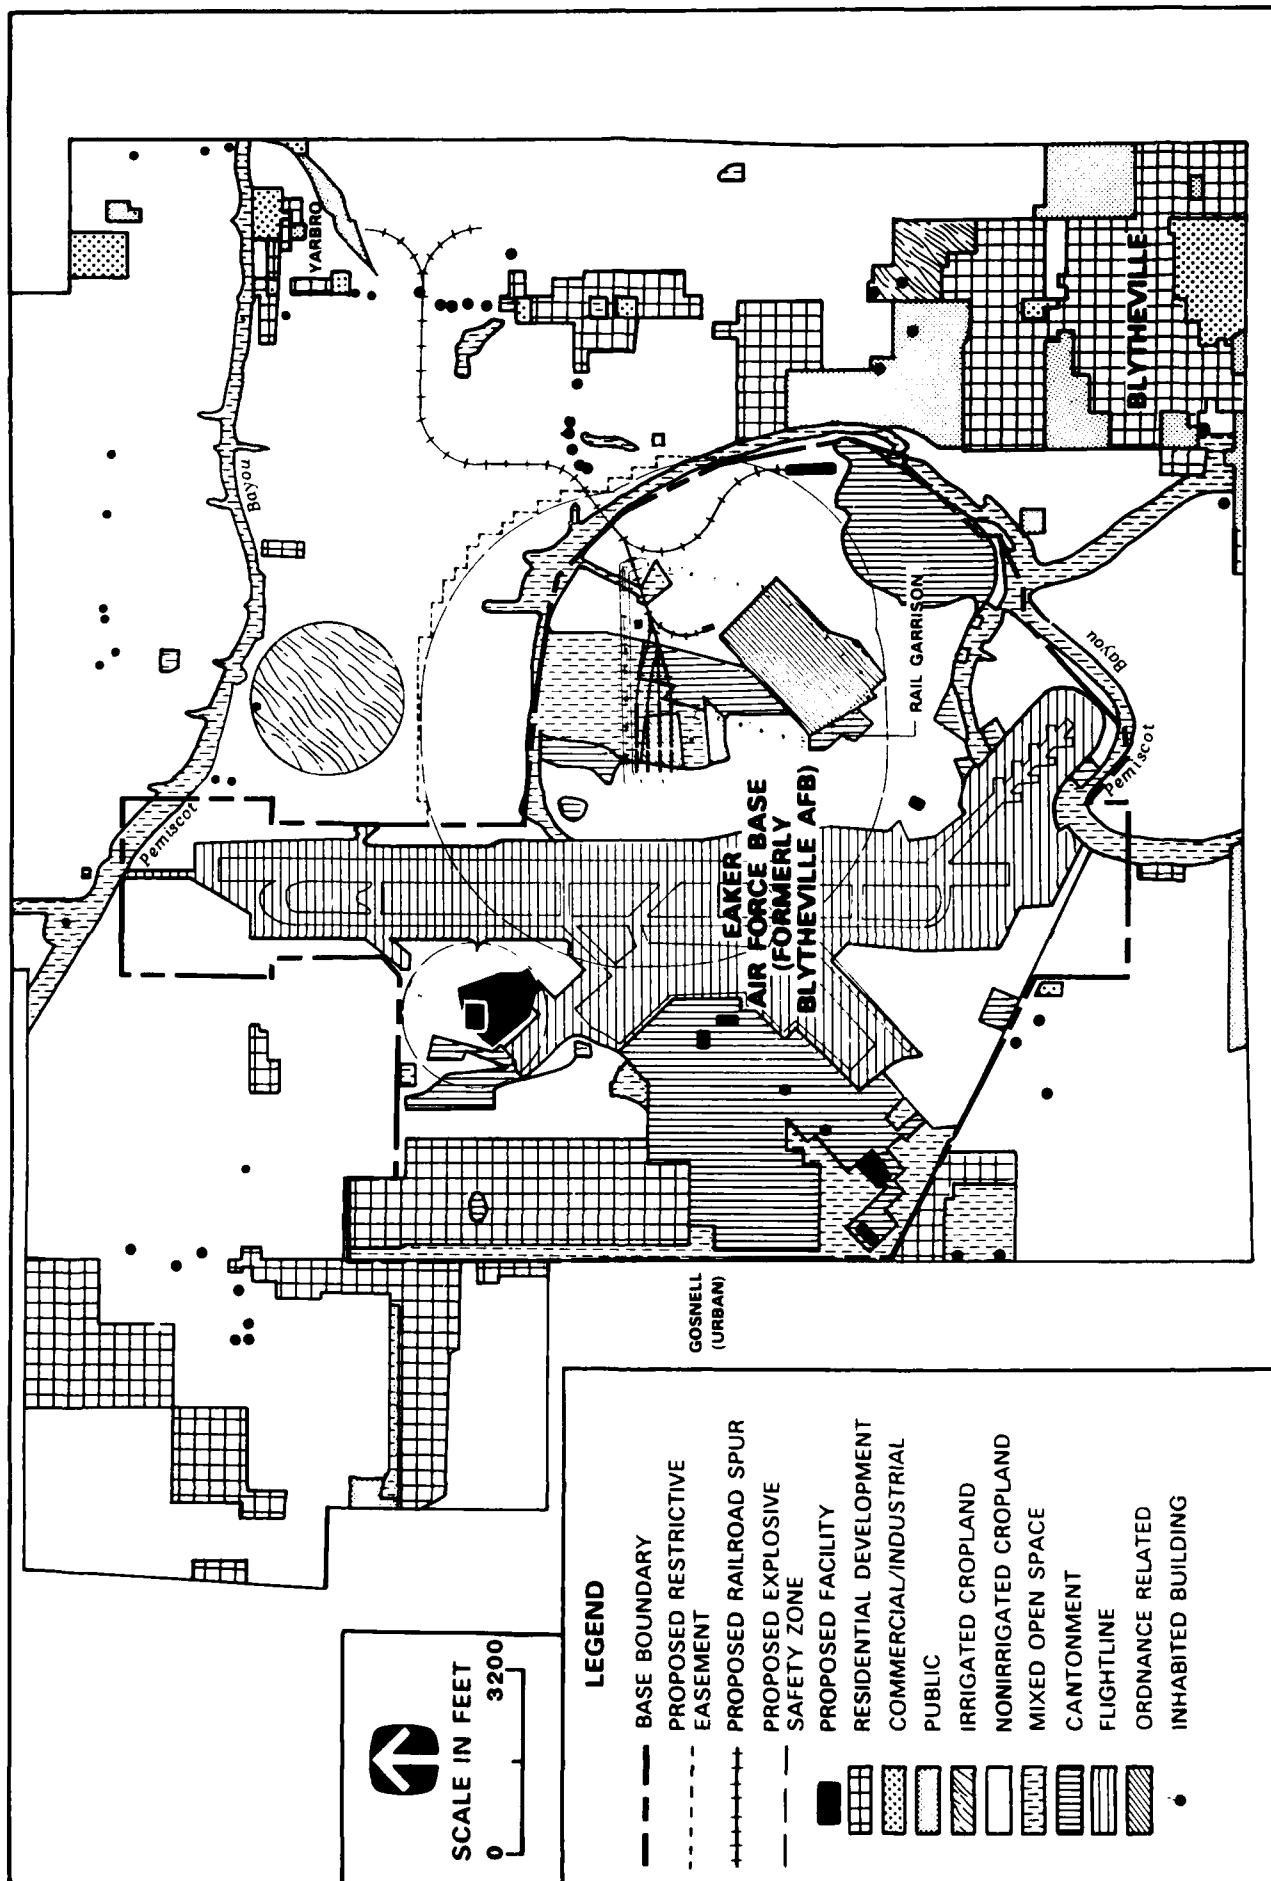 YARBRO
Bayou
Pemiscot
BLYTHEVILLE
RAIL GARRISON
Bayou
Pemiscot
EAKER
AIR FORCE BASE
(FORMERLY
BLYTHEVILLE AFB)
GOSNELL
(URBAN)
SCALE IN FEET
0 3200
LEGEND
BASE BOUNDARY
PROPOSED RESTRICTIVE
EASEMENT
PROPOSED RAILROAD SPUR
PROPOSED EXPLOSIVE
SAFETY ZONE
PROPOSED FACILITY
RESIDENTIAL DEVELOPMENT
COMMERCIAL/INDUSTRIAL
PUBLIC
IRRIGATED CROPLAND
NONIRRIGATED CROPLAND
MIXED OPEN SPACE
CANTONMENT
FLIGHTLINE
ORDNANCE RELATED
INHABITED BUILDING